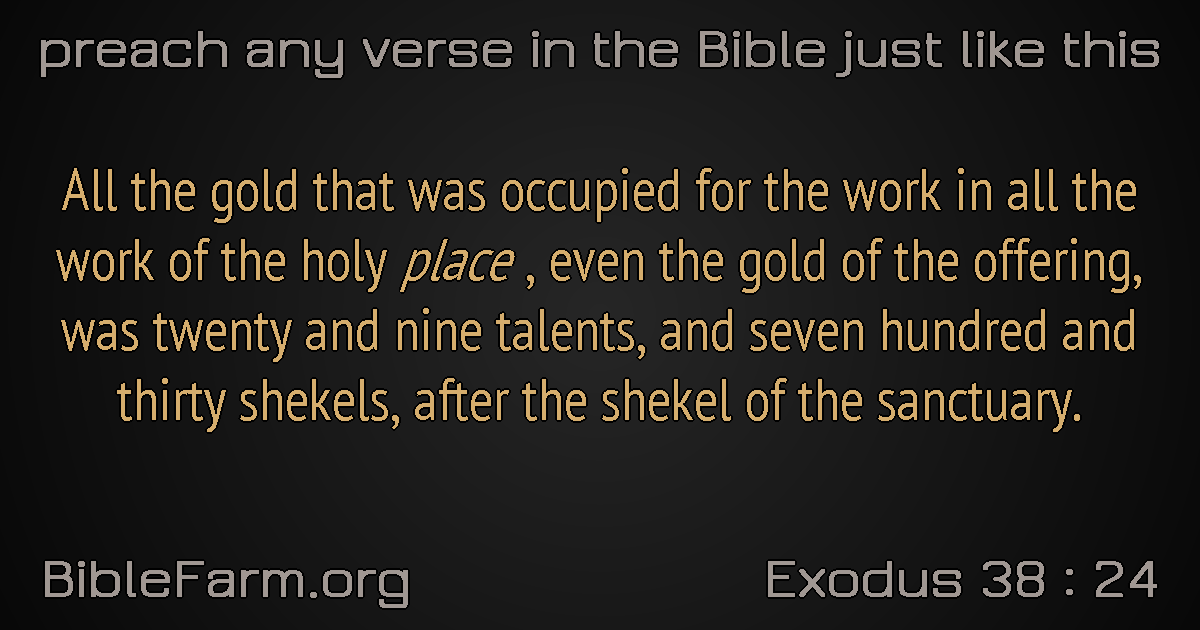 preach any verse in the Bible just like this
All the gold that was occupied for the work in all the
work of the holy place , even the gold of the offering,
was twenty and nine talents, and seven hundred and
thirty shekels, after the shekel of the sanctuary.
BibleFarm.org
Exodus 38 : 24